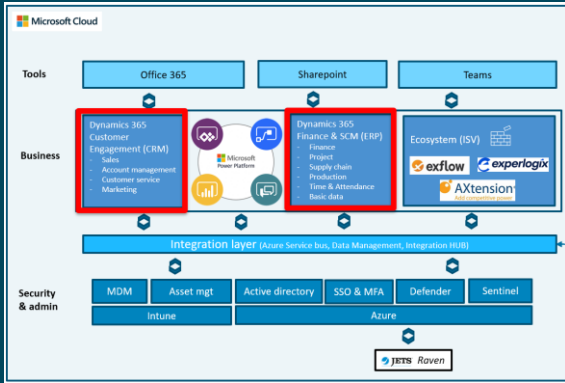 Microsoft Cloud
Tools
Office 365
Sharepoint
Teams
Business
Dynamics 365
Customer
Engagement (CRM)
- Sales
- Account management
- Customer service
- Marketing
Microsoft
Power Platform
Dynamics 365
Finance & SCM (ERP)
- Finance
- Project
- Supply chain
- Production
- Time & Attendance
- Basic data
Ecosystem (ISV)
exflow
experlogix
AXtension
Add competitive power
Integration layer (Azure Service bus, Data Management, Integration HUB)
Security
& admin
MDM
Asset mgt
Active directory
SSO & MFA
Defender
Sentinel
Intune
Azure
JETS Raven